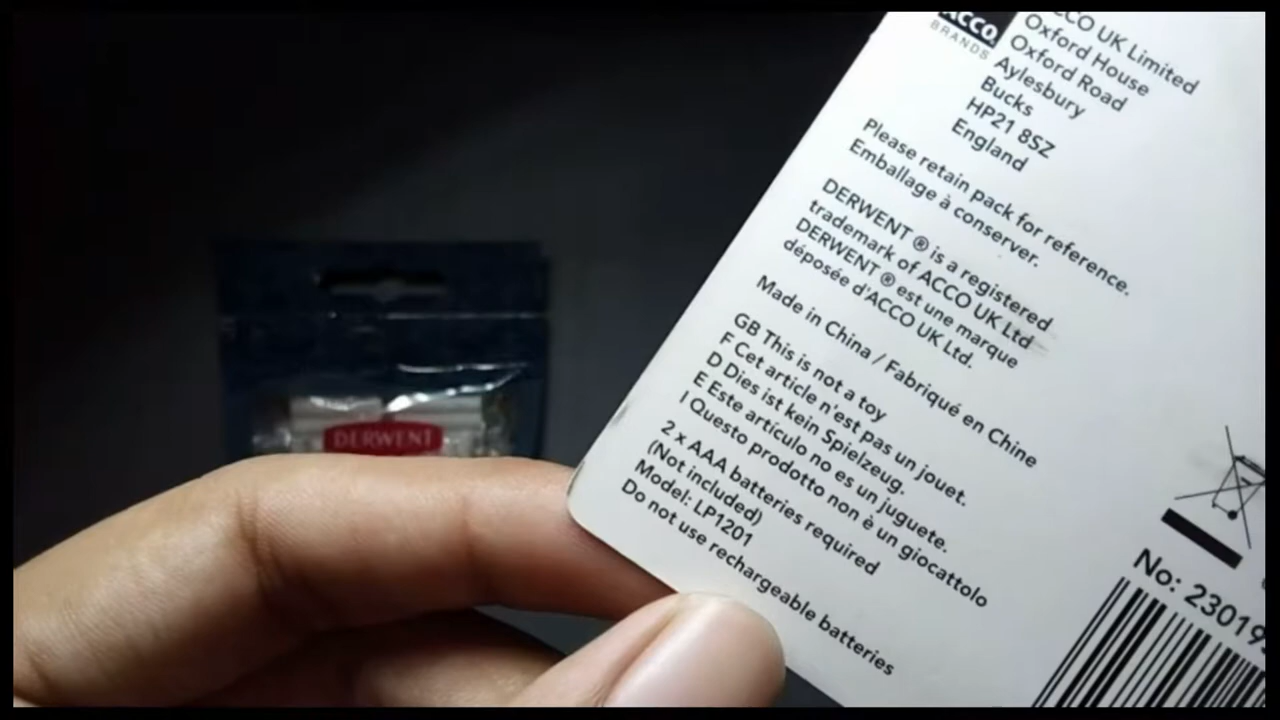 ACCO
BRANDS
ACCO UK Limited
Oxford House
Oxford Road
Aylesbury
Bucks
HP21 8SZ
England
Please retain pack for reference.
Emballage à conserver.
DERWENT ® is a registered
trademark of ACCO UK Ltd
DERWENT ® est une marque
déposée d'ACCO UK Ltd.
Made in China / Fabriqué en Chine
GB This is not a toy
F Cet article n'est pas un jouet.
D Dies ist kein Spielzeug.
E Este artículo no es un juguete.
I Questo prodotto non è un giocattolo
2 x AAA batteries required
(Not included)
Model: LP1201
Do not use rechargeable batteries
No: 23019
DERWENT